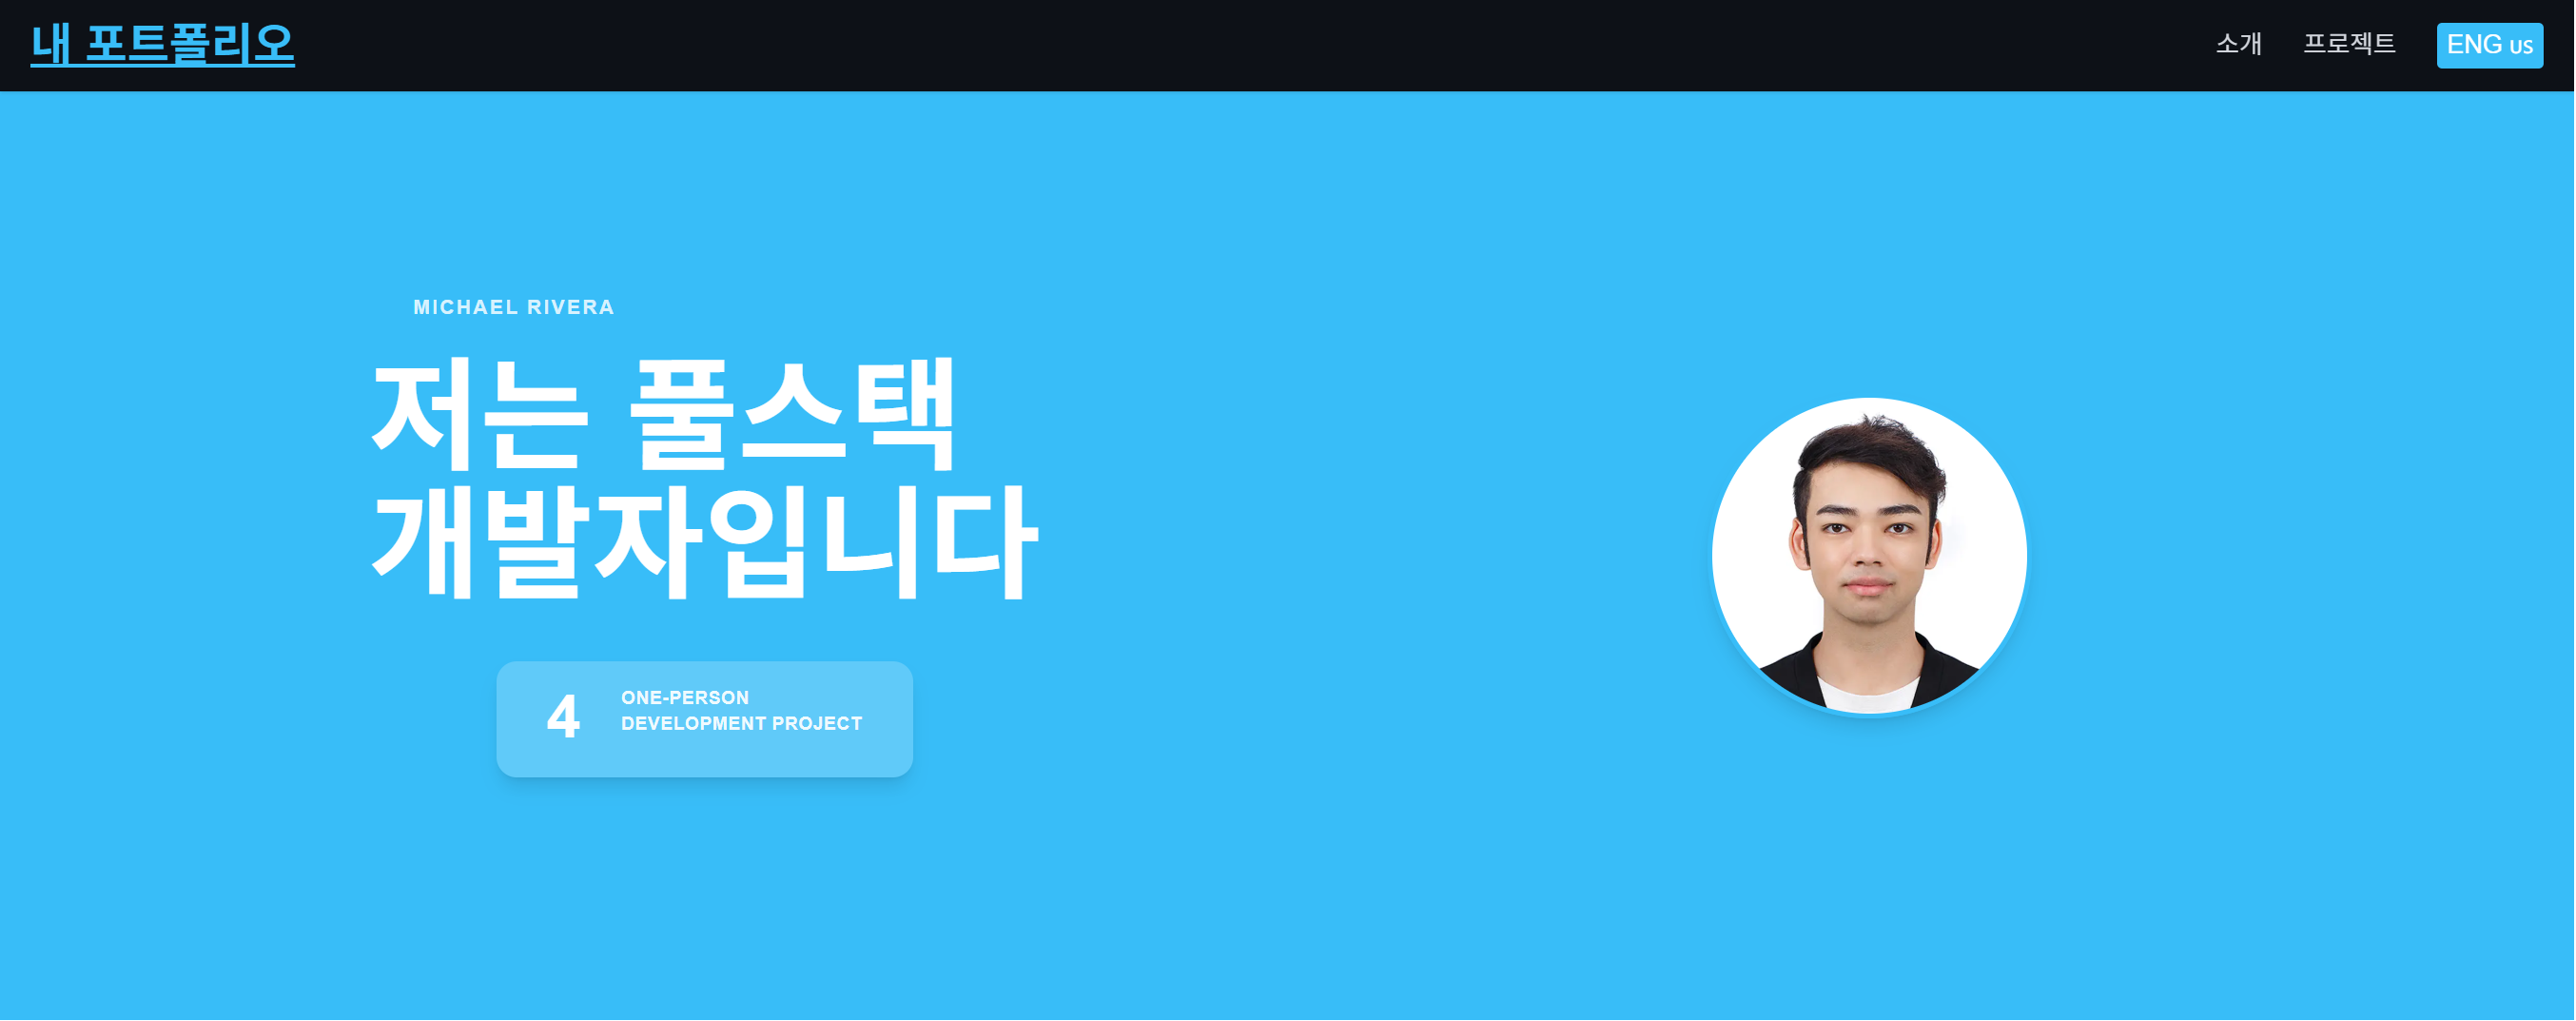 내 포트폴리오
소개 프로젝트 ENG US
MICHAEL RIVERA
저는 풀스택
개발자입니다
4 ONE-PERSON
DEVELOPMENT PROJECT